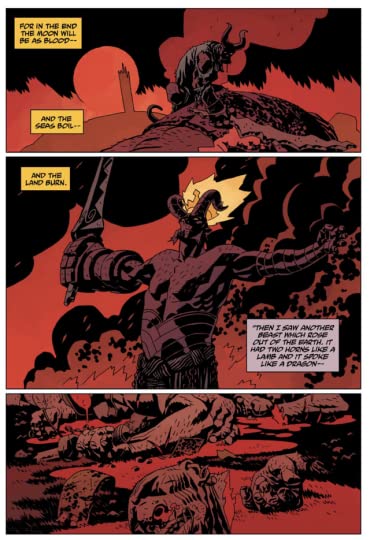 FOR IN THE END
THE MOON WILL
BE AS BLOOD--
AND THE
SEAS BOIL--
AND THE
LAND BURN.
"THEN I SAW ANOTHER
BEAST WHICH ROSE
OUT OF THE EARTH. IT
HAD TWO HORNS LIKE A
LAMB AND IT SPOKE
LIKE A DRAGON--